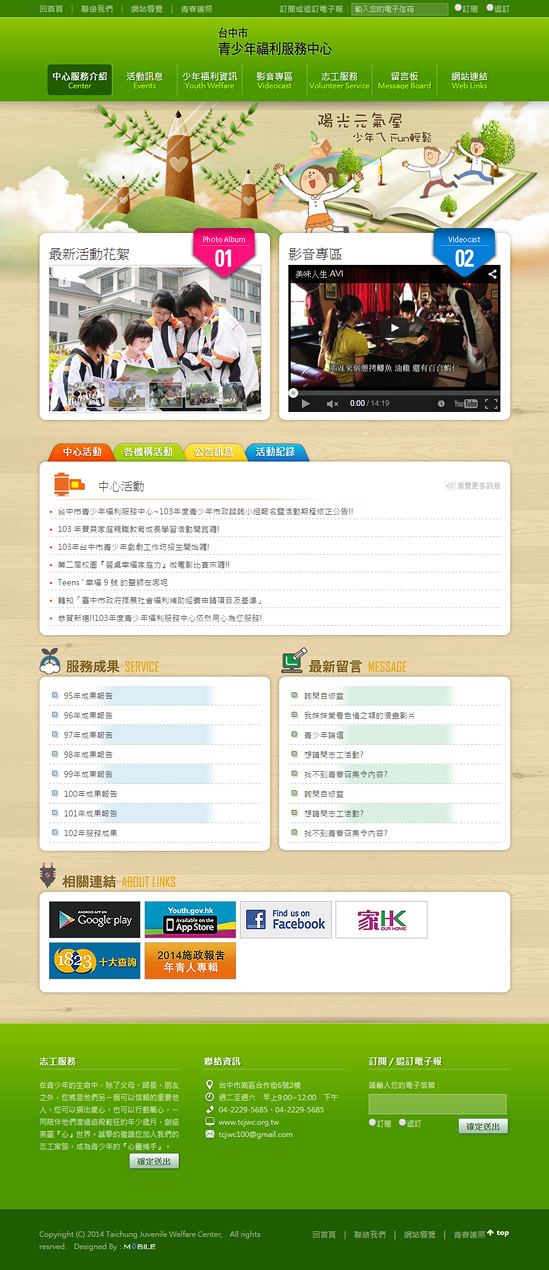 回首頁 | 聯絡我們 | 網站導覽 | 青春護照
訂閱或退訂電子報： 輸入您的電子信箱 訂閱 退訂
台中市
青少年福利服務中心
中心服務介紹 活動訊息 少年福利資訊 影音專區 志工服務 留言板 網站連結
Center Events Youth Welfare Videocast Volunteer Service Message Board Web Links
陽光元氣屋
少年ㄟ i Fun輕鬆
最新活動花絮
Photo Album
01
影音專區
Videocast
02
美味人生.AVI
0:00 / 14:19 YouTube
中心活動 各機構活動 公告訊息 活動紀錄
中心活動 瀏覽更多訊息
台中市青少年福利服務中心~103年度青少年市政諮詢小組報名暨活動期程修正公告!!
103 年寶貝家庭親職教育成長學習活動開跑囉!
103年台中市青少年戲劇工作坊招生開始囉!
第二屆校園『餐桌幸福家庭力』微電影比賽來囉!!
Teens ' 幸福 9 號 的醫師在哪呢
轉知「臺中市政府推展社會福利補助經費申請項目及基準」
恭賀新禧!!103年度青少年福利服務中心依然用心為您服務!
服務成果 SERVICE
95年成果報告
96年成果報告
97年成果報告
98年成果報告
99年成果報告
100年成果報告
101年成果報告
102年服務成果
最新留言 MESSAGE
詢問自修室
我妹妹愛看色情之類的漫畫影片
青少年論壇
想請問志工活動?
找不到青春召集令內容?
詢問自修室
想請問志工活動?
找不到青春召集令內容?
相關連結 ABOUT LINKS
ANDROID APP ON
Google play
Youth.gov.hk
Available on the
App Store
Find us on
Facebook
家HK
OUR HOME
1823 十大查詢
2014施政報告
年青人專輯
志工服務
在青少年的生命中，除了父母、師長、朋友
之外，您將是他們另一個可以信賴的重要他
人，您可以捐出愛心，也可以行動關心，一
同陪伴他們渡過這段輕狂的年少歲月，創造
美麗『心』世界。誠摯的邀請您加入我們的
志工家族，成為青少年的『心靈捕手』。
確定送出
聯絡資訊
台中市南區合作街6號2樓
週二至週六 早上9:00~12:00 下午
04-2229-5685、04-2229-5685
www.tcjwc.org.tw
tcjwc100@gmail.com
訂閱 / 退訂電子報
請輸入您的電子信箱：
訂閱 退訂
確定送出
Copyright (C) 2014 Taichung Juvenile Welfare Center, All rights
resrved. Designed By : MOBILE
回首頁 | 聯絡我們 | 網站導覽 | 青春護照 top